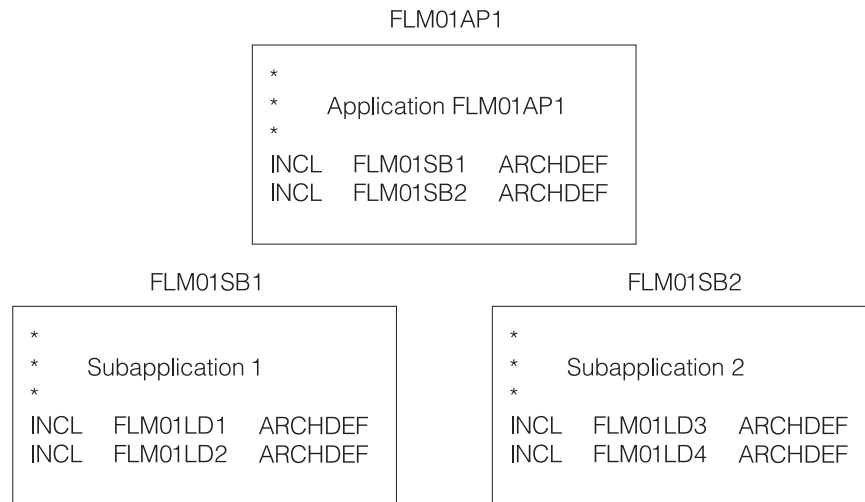 FLM01AP1
*
* Application FLM01AP1
*
INCL FLM01SB1 ARCHDEF
INCL FLM01SB2 ARCHDEF
FLM01SB1
*
* Subapplication 1
*
INCL FLM01LD1 ARCHDEF
INCL FLM01LD2 ARCHDEF
FLM01SB2
*
* Subapplication 2
*
INCL FLM01LD3 ARCHDEF
INCL FLM01LD4 ARCHDEF